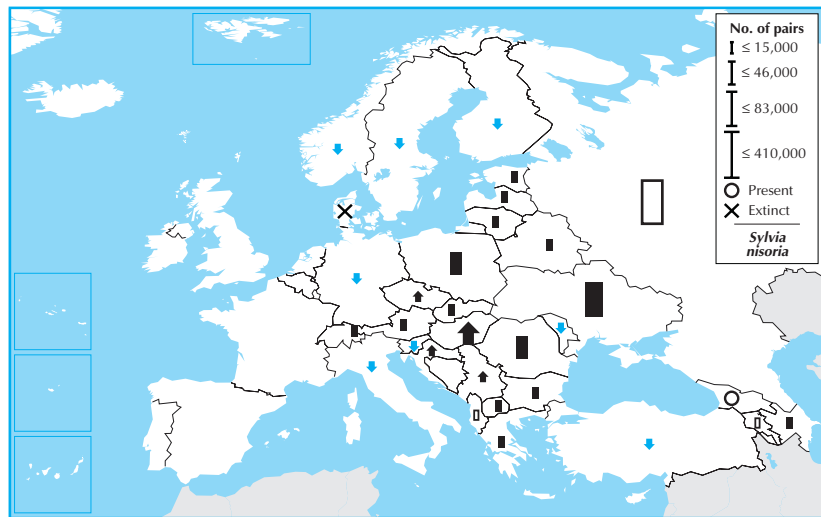 No. of pairs
≤ 15,000
≤ 46,000
≤ 83,000
≤ 410,000
Present
Extinct
Sylvia
nisoria